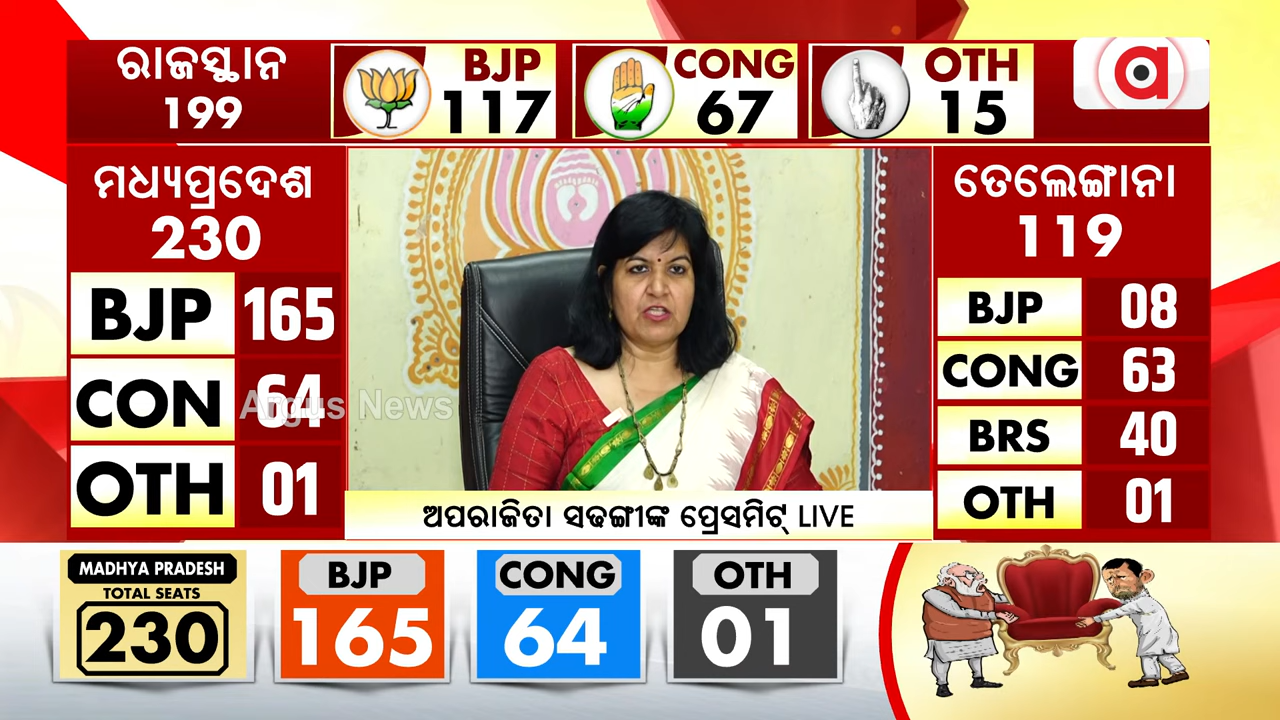 ରାଜସ୍ଥାନ
199
BJP
117
CONG
67
OTH
15
a
ମଧ୍ୟପ୍ରଦେଶ
230
BJP 165
CON 64
OTH 01
Argus News
ତେଲେଙ୍ଗାନା
119
BJP 08
CONG 63
BRS 40
OTH 01
ଅପରାଜିତା ସଢଙ୍ଗୀଙ୍କ ପ୍ରେସମିଟ୍ LIVE
MADHYA PRADESH
TOTAL SEATS
230
BJP
165
CONG
64
OTH
01